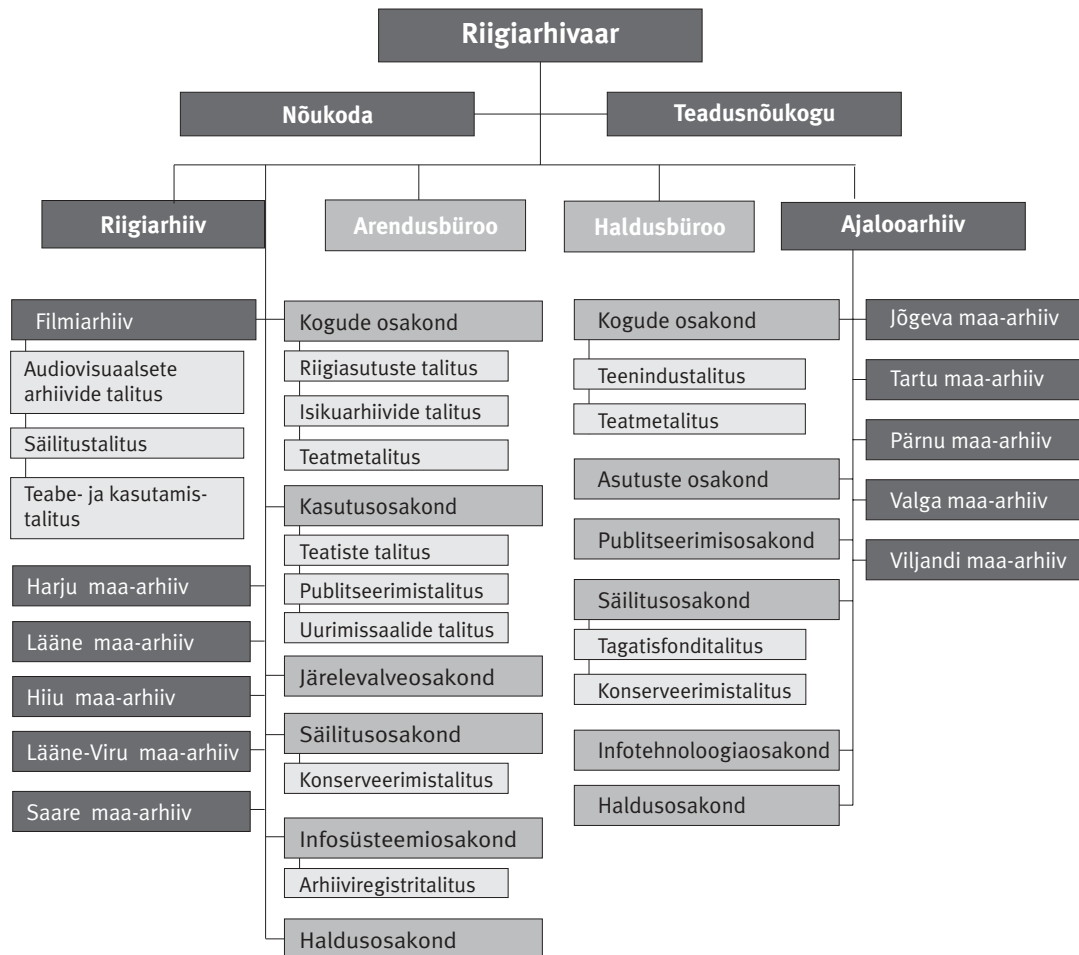 Riigiarhivaar
Nõukoda
Teadusnõukogu
Riigiarhiiv
Arendusbüroo
Haldusbüroo
Ajalooarhiiv
Filmiarhiiv
Audiovisuaalsete
arhiivide talitus
Säilitustalitus
Teabe- ja kasutamis-
talitus
Harju maa-arhiiv
Lääne maa-arhiiv
Hiiu maa-arhiiv
Lääne-Viru maa-arhiiv
Saare maa-arhiiv
Kogude osakond
Riigiasutuste talitus
Isikuarhiivide talitus
Teatmetalitus
Kasutusosakond
Teatiste talitus
Publitseerimistalitus
Uurimissaalide talitus
Järelevalveosakond
Säilitusosakond
Konserveerimistalitus
Infosüsteemiosakond
Arhiiviregistritalitus
Haldusosakond
Kogude osakond
Teenindustalitus
Teatmetalitus
Asutuste osakond
Publitseerimisosakond
Säilitusosakond
Tagatisfonditalitus
Konserveerimistalitus
Infotehnoloogiaosakond
Haldusosakond
Jõgeva maa-arhiiv
Tartu maa-arhiiv
Pärnu maa-arhiiv
Valga maa-arhiiv
Viljandi maa-arhiiv